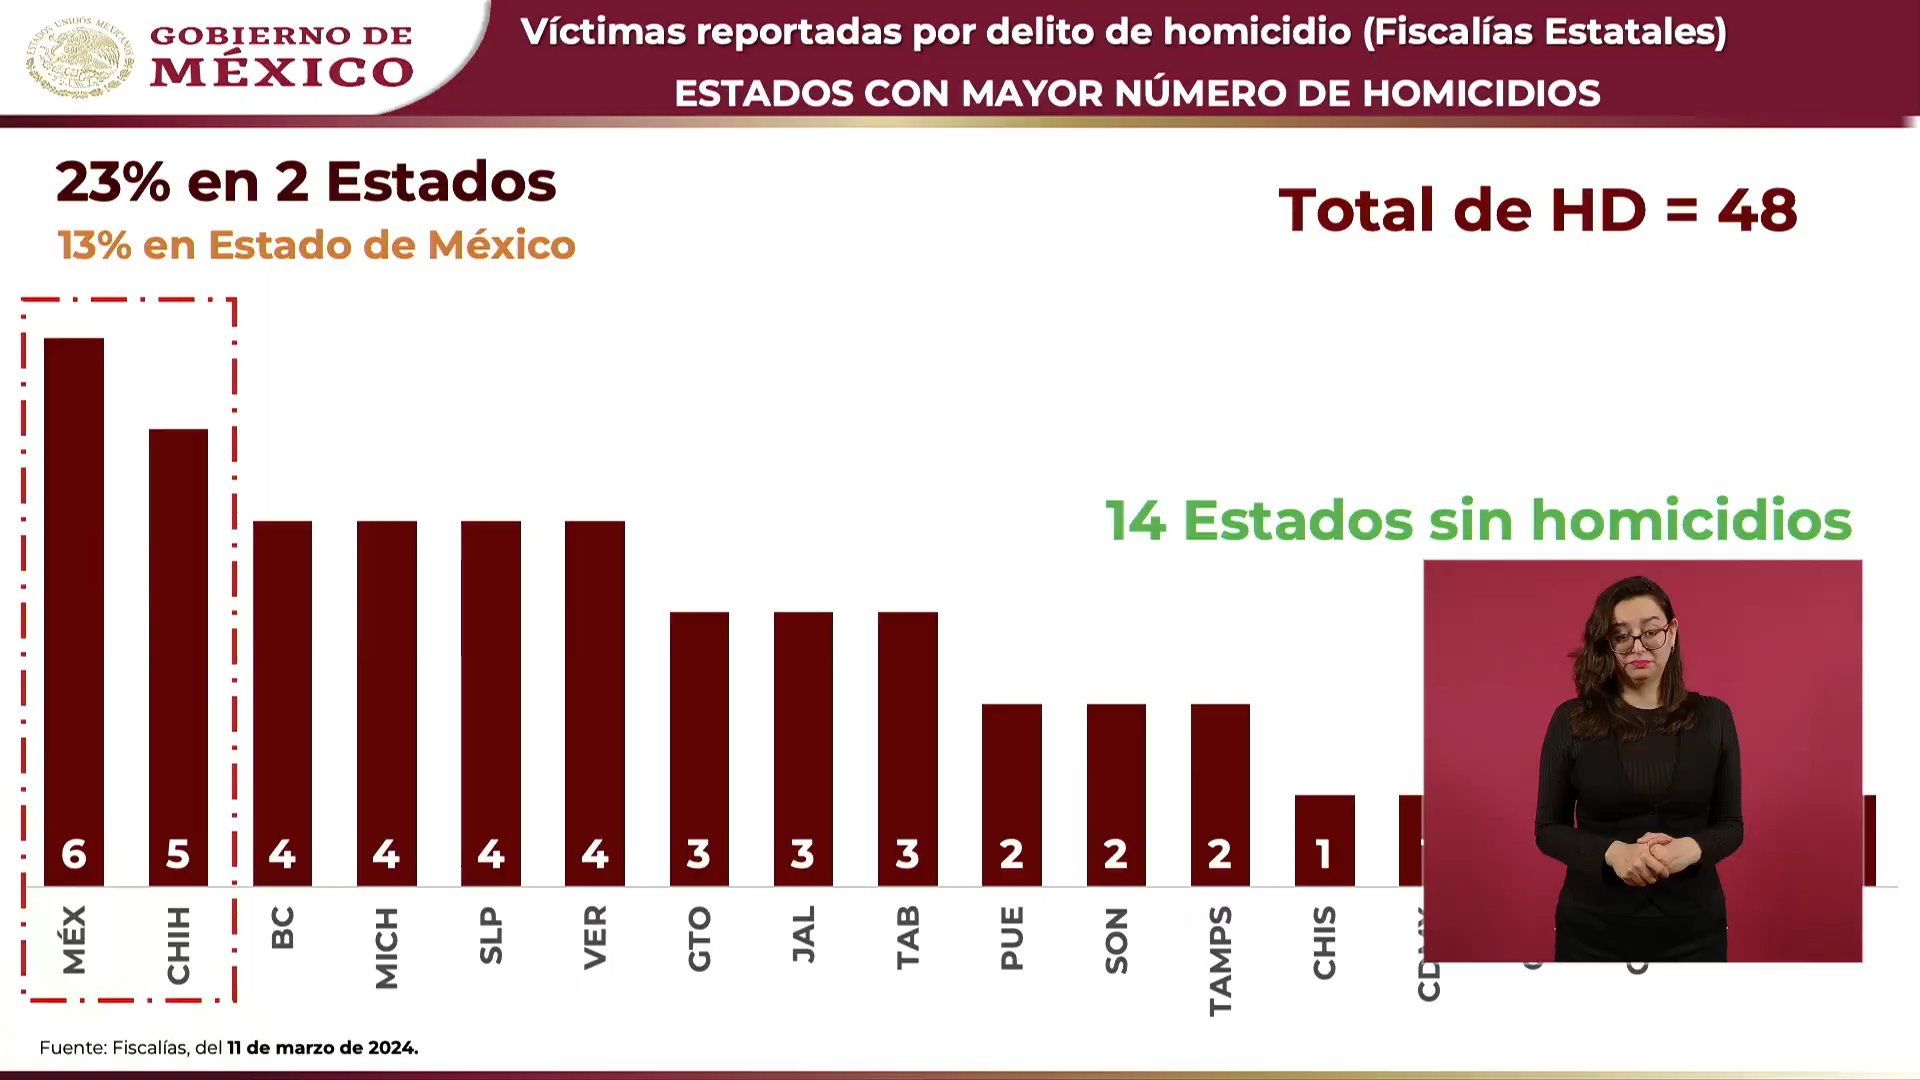 GOBIERNO DE
MÉXICO
Víctimas reportadas por delito de homicidio (Fiscalías Estatales)
ESTADOS CON MAYOR NÚMERO DE HOMICIDIOS
23% en 2 Estados
13% en Estado de México
Total de HD = 48
14 Estados sin homicidios
6 5 4 4 4 4 3 3 3 2 2 2 1
MÉX CHIH BC MICH SLP VER GTO JAL TAB PUE SON TAMPS CHIS CDMX
Fuente: Fiscalías, del 11 de marzo de 2024.